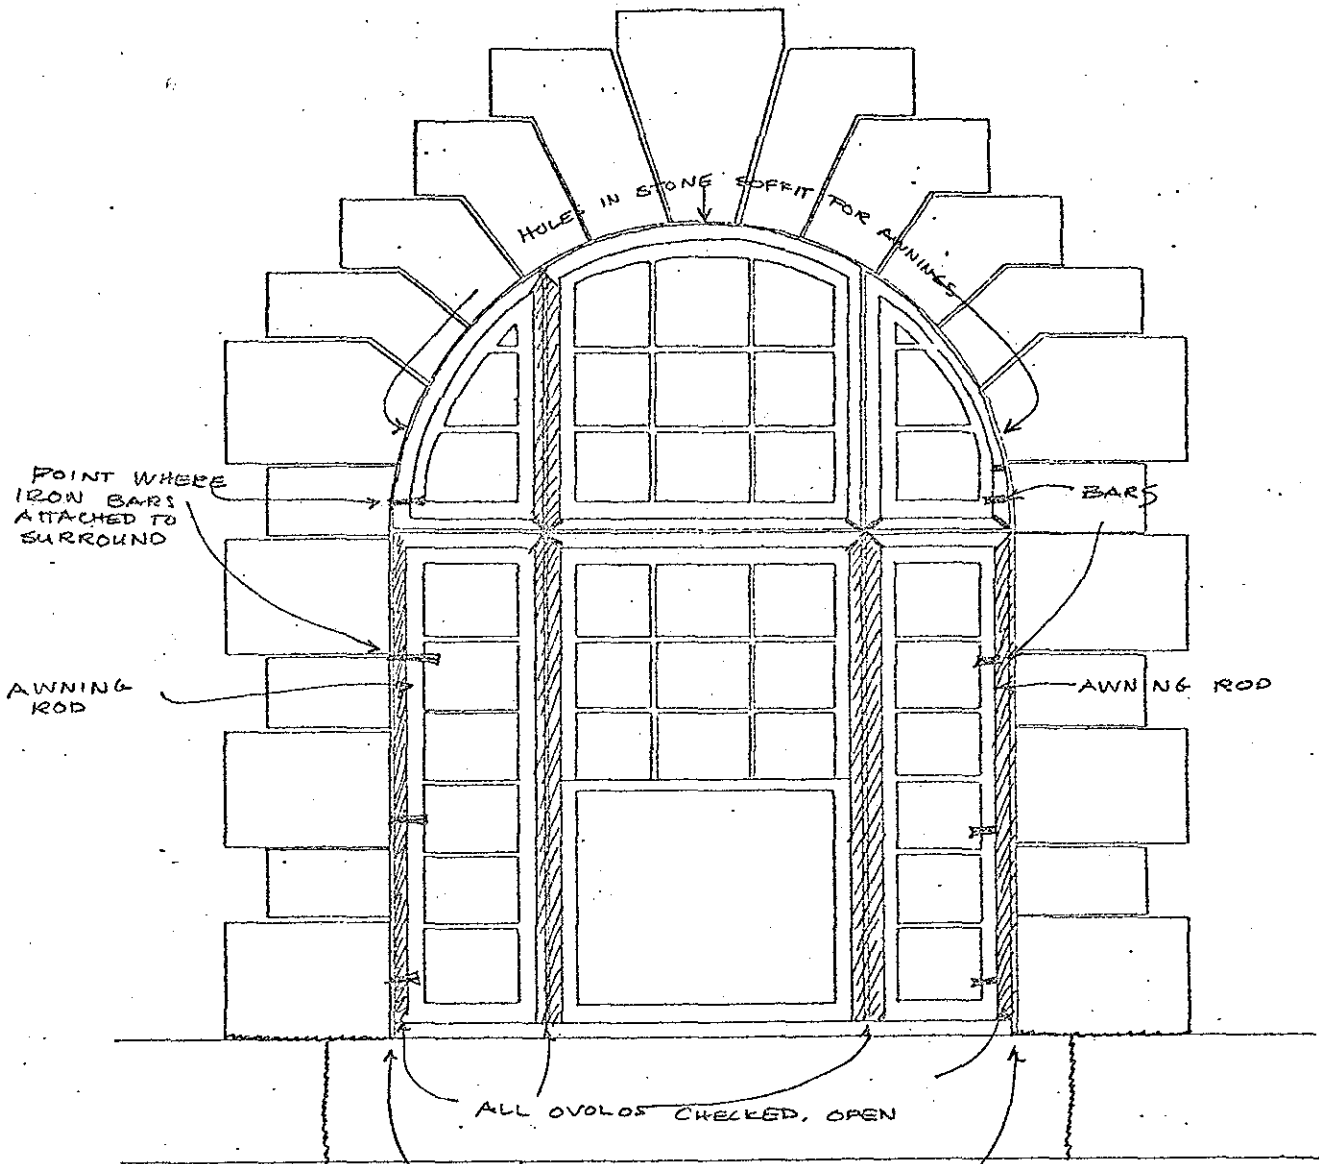 HOLES IN STONE SOFFIT FOR AWNINGS
POINT WHERE
IRON BARS
ATTACHED TO
SURROUND
BARS
AWNING
ROD
AWNING ROD
ALL OVOLOS CHECKED, OPEN